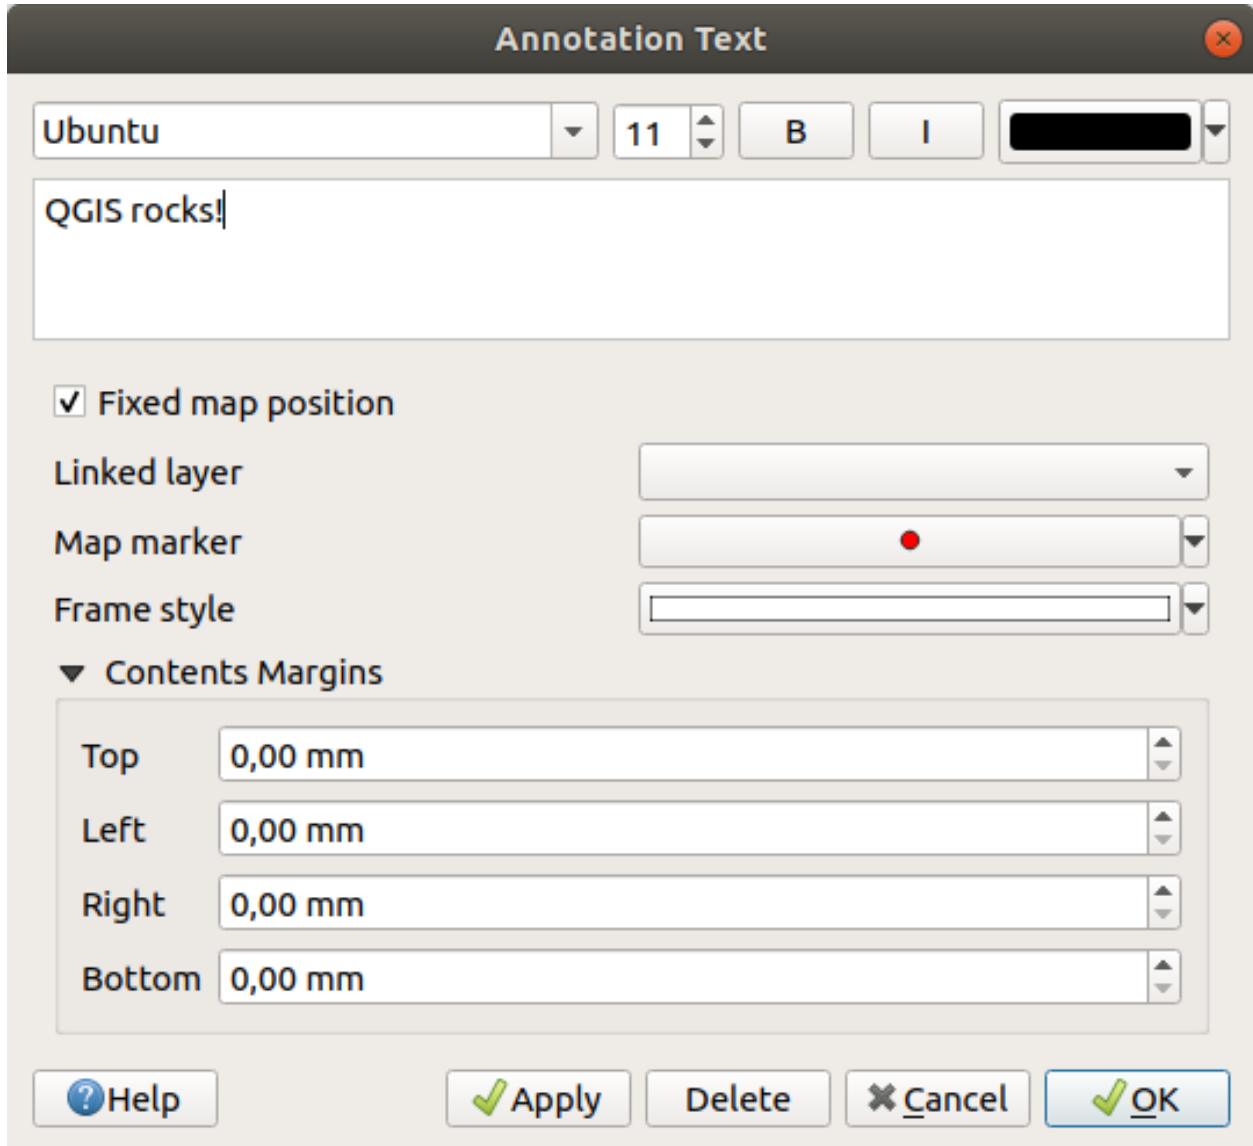 Annotation Text
Ubuntu 11 B I
QGIS rocks!
Fixed map position
Linked layer
Map marker
Frame style
Contents Margins
Top 0,00 mm
Left 0,00 mm
Right 0,00 mm
Bottom 0,00 mm
Help Apply Delete Cancel OK